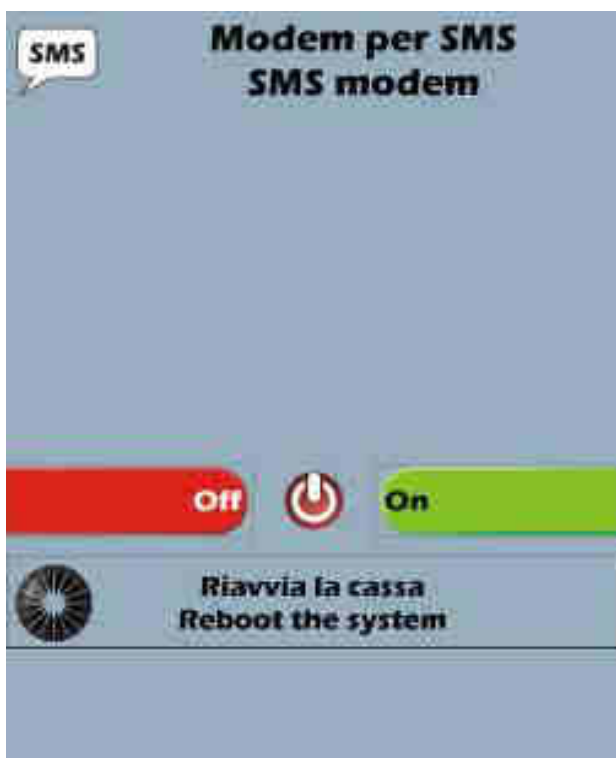 SMS
Modem per SMS
SMS modem
Off
On
Riavvia la cassa
Reboot the system